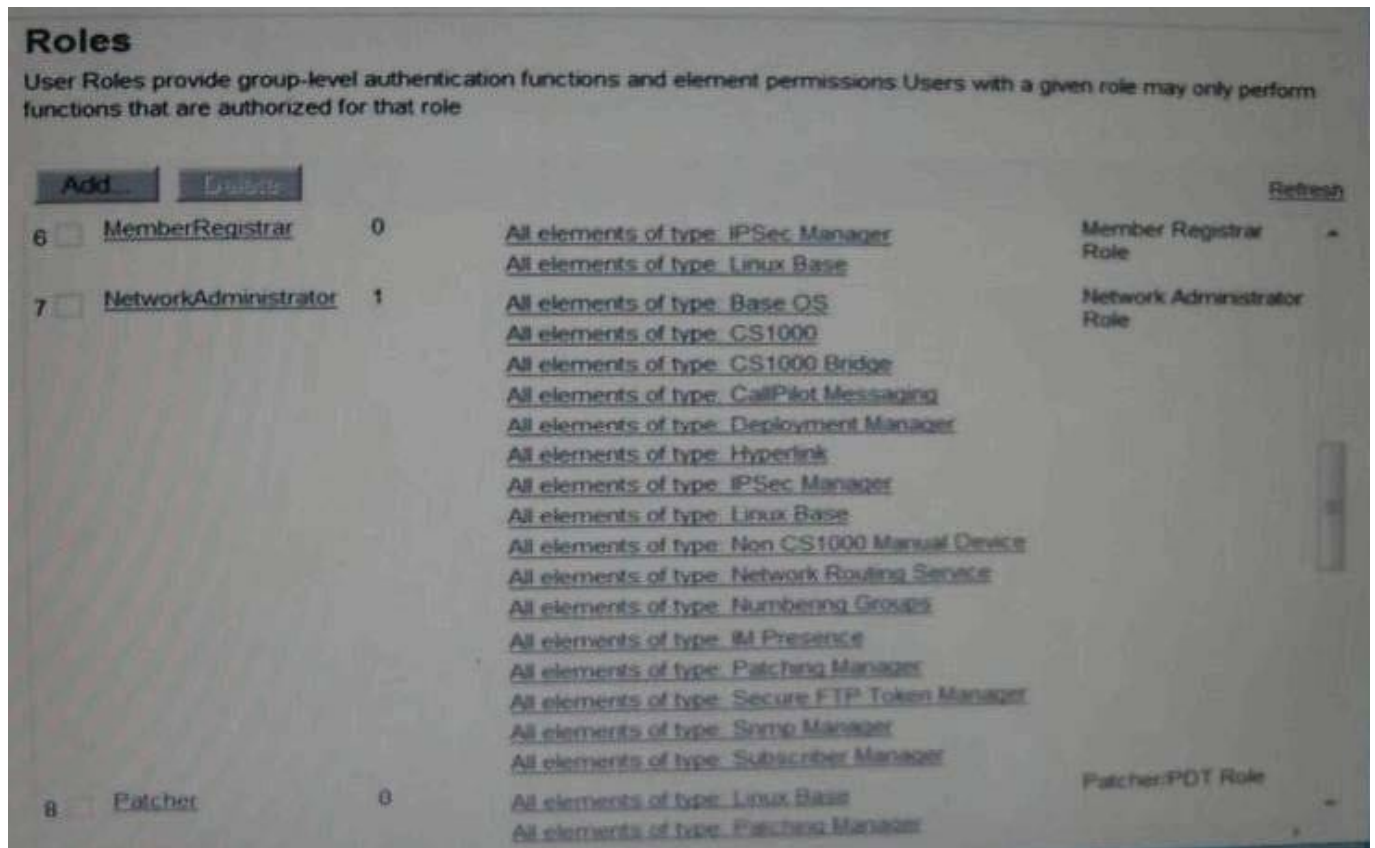 Roles
User Roles provide group-level authentication functions and element permissions Users with a given role may only perform
functions that are authorized for that role
Add... Delete
Refresh
6 MemberRegistrar 0 All elements of type: IPSec Manager Member Registrar
All elements of type: Linux Base Role
7 NetworkAdministrator 1 All elements of type: Base OS Network Administrator
All elements of type: CS1000 Role
All elements of type: CS1000 Bridge
All elements of type: CallPilot Messaging
All elements of type: Deployment Manager
All elements of type: Hyperlink
All elements of type: IPSec Manager
All elements of type: Linux Base
All elements of type: Non CS1000 Manual Device
All elements of type: Network Routing Service
All elements of type: Numbering Groups
All elements of type: IM Presence
All elements of type: Patching Manager
All elements of type: Secure FTP Token Manager
All elements of type: Snmp Manager
All elements of type: Subscriber Manager
8 Patcher 0 All elements of type: Linux Base Patcher/PDT Role
All elements of type: Patching Manager